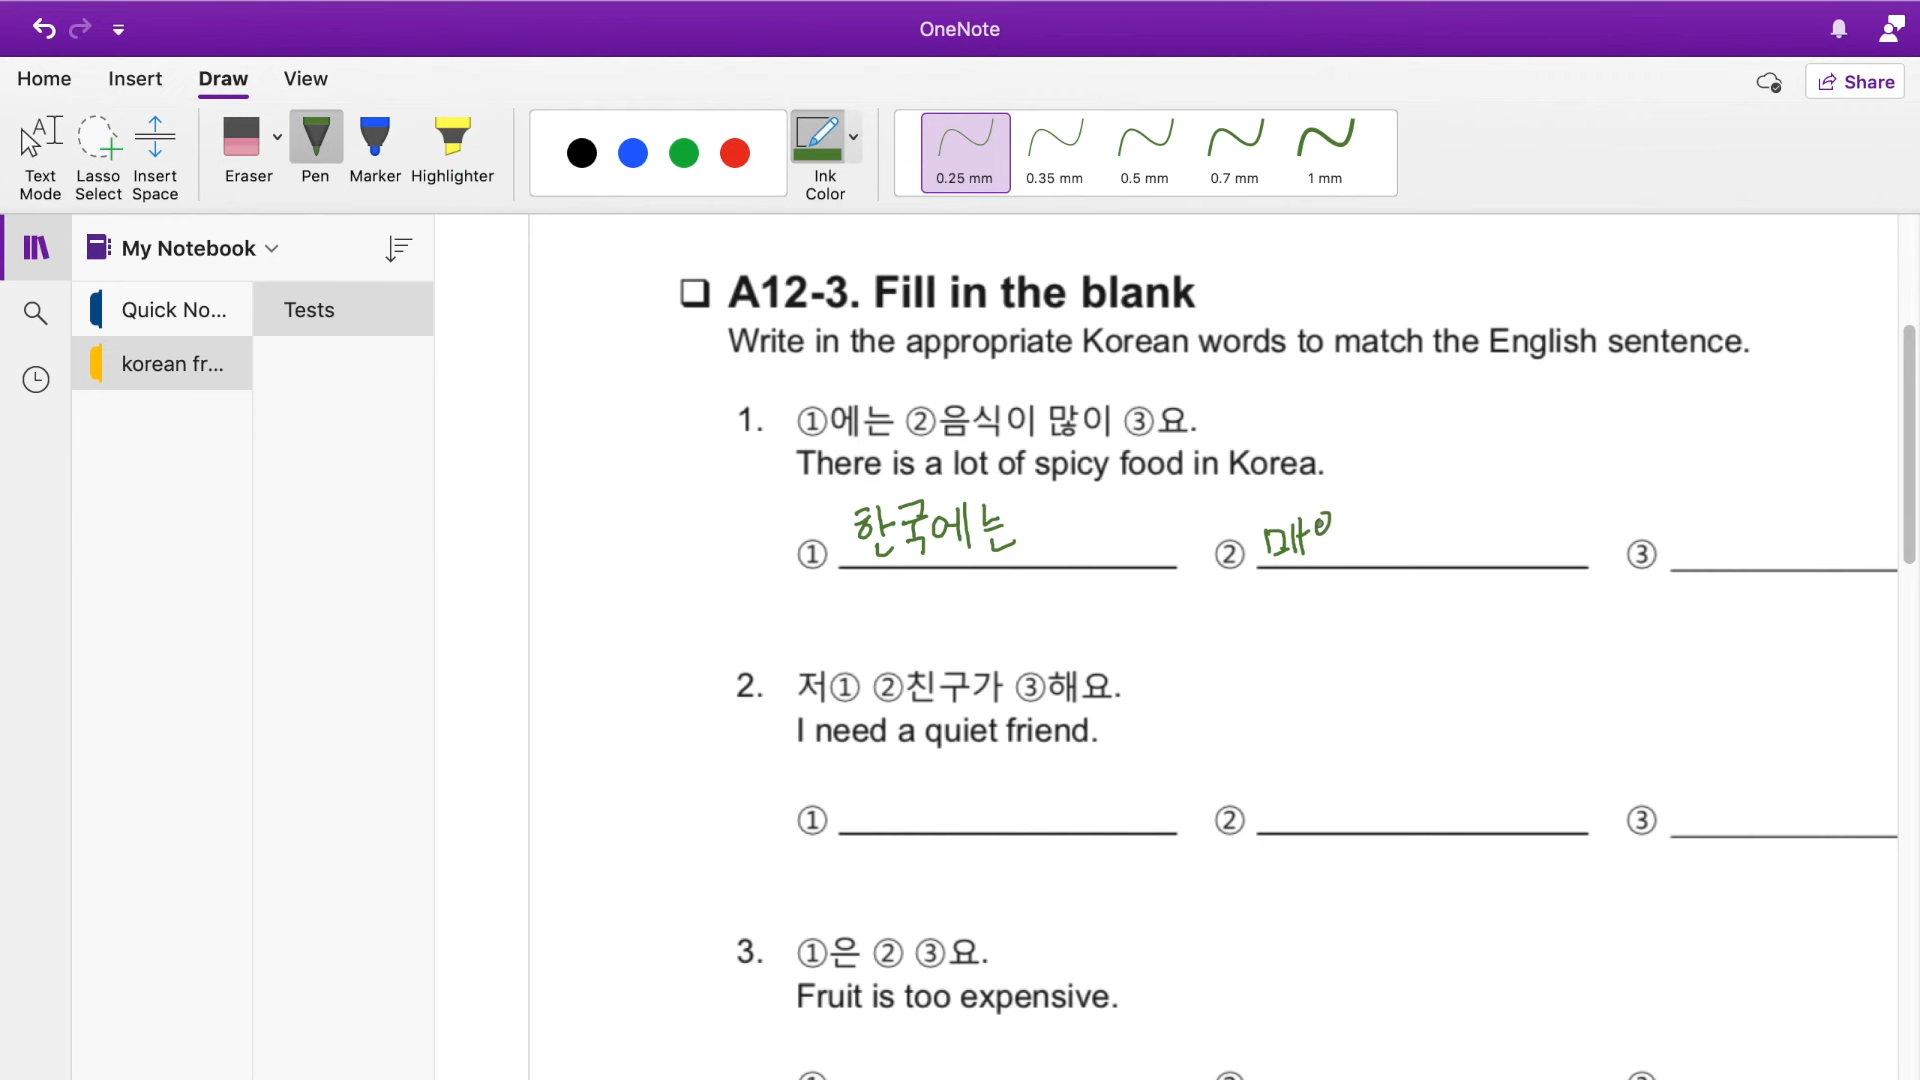 OneNote
Home Insert Draw View
Share
Text Mode
Lasso Select
Insert Space
Eraser
Pen
Marker
Highlighter
Ink Color
0.25 mm
0.35 mm
0.5 mm
0.7 mm
1 mm
My Notebook
Quick No...
Tests
korean fr...
A12-3. Fill in the blank
Write in the appropriate Korean words to match the English sentence.
1. ①에는 ②음식이 많이 ③요.
There is a lot of spicy food in Korea.
① 한국에는 ② 매 ③
2. 저① ②친구가 ③해요.
I need a quiet friend.
① ② ③
3. ①은 ② ③요.
Fruit is too expensive.